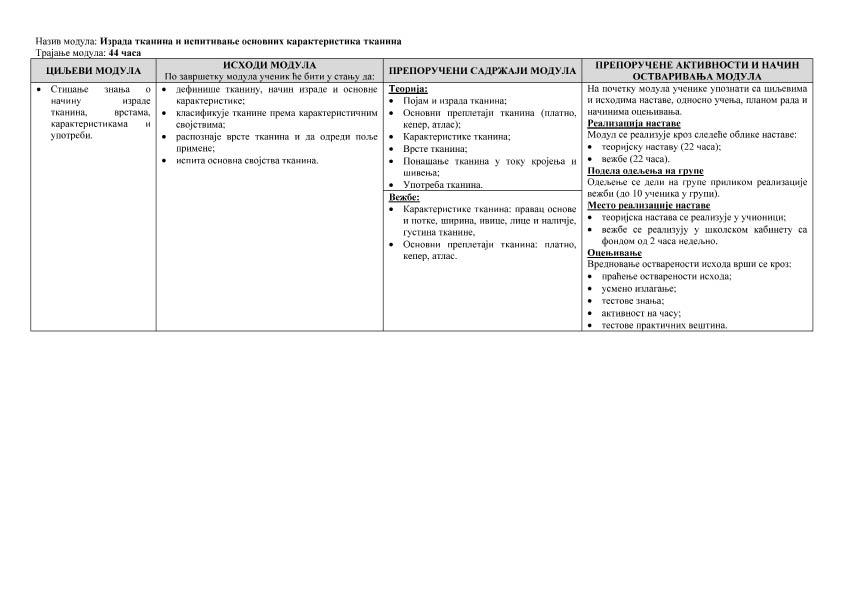 Назив модула: Израда тканина и испитивање основних карактеристика тканина
Трајање модула: 44 часа
ЦИЉЕВИ МОДУЛА
• Стицање знања о
начину израде
тканина, врстама,
карактеристикама и
употреби.
ИСХОДИ МОДУЛА
По завршетку модула ученик ће бити у стању да:
• дефинише тканину, начин израде и основне
карактеристике;
• класификује тканине према карактеристичним
својствима;
• распознаје врсте тканина и да одреди поље
примене;
• испита основна својства тканина.
ПРЕПОРУЧЕНИ САДРЖАЈИ МОДУЛА
Теорија:
• Појам и израда тканина;
• Основни преплетаји тканина (платно,
кепер, атлас);
• Карактеристике тканина;
• Врсте тканина;
• Понашање тканина у току кројења и
шивења;
• Употреба тканина.
Вежбе:
• Карактеристике тканина: правац основе
и потке, ширина, ивице, лице и наличје,
густина тканине,
• Основни преплетаји тканина: платно,
кепер, атлас.
ПРЕПОРУЧЕНЕ АКТИВНОСТИ И НАЧИН
ОСТВАРИВАЊА МОДУЛА
На почетку модула ученике упознати са циљевима
и исходима наставе, односно учења, планом рада и
начинима оцењивања.
Реализација наставе
Модул се реализује кроз следеће облике наставе:
• теоријску наставу (22 часа);
• вежбе (22 часа).
Подела одељења на групе
Одељење се дели на групе приликом реализације
вежби (до 10 ученика у групи).
Место реализације наставе
• теоријска настава се реализује у учионици;
• вежбе се реализују у школском кабинету са
фондом од 2 часа недељно.
Оцењивање
Вредновање остварености исхода врши се кроз:
• праћење остварености исхода;
• усмено излагање;
• тестове знања;
• активност на часу;
• тестове практичних вештина.